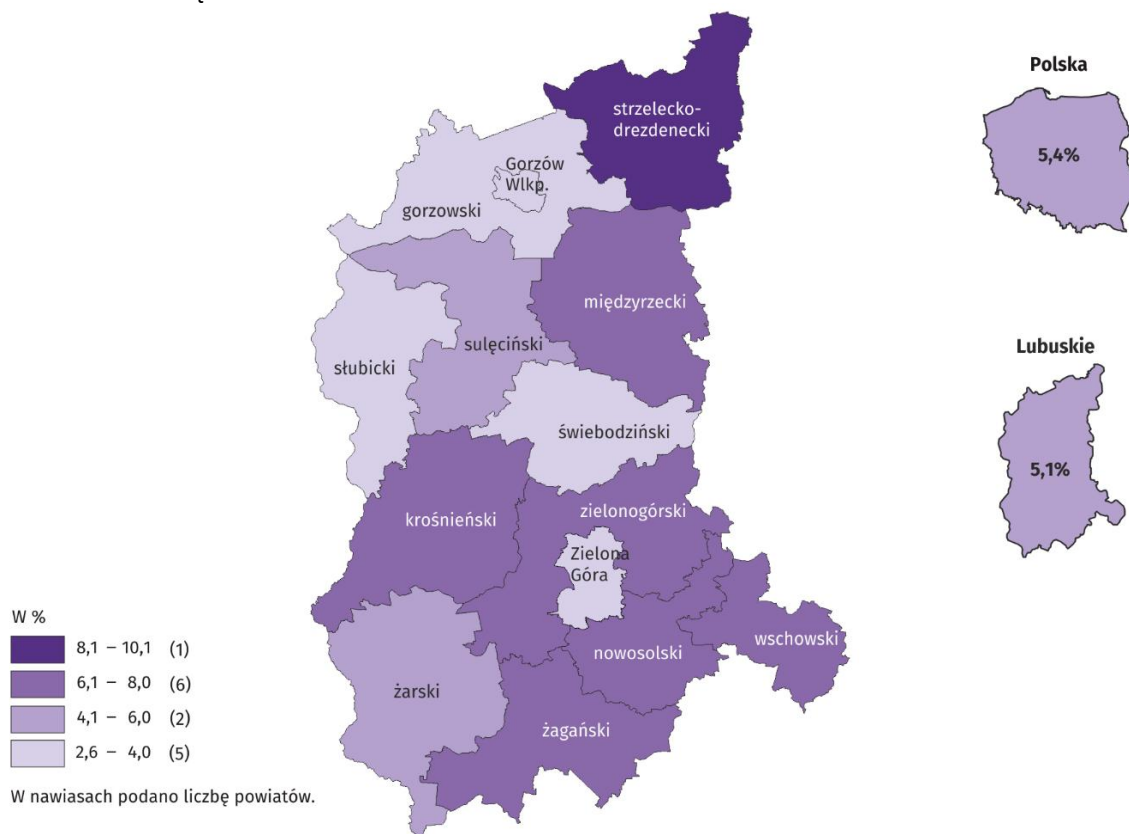 strzelecko-
drezdenecki
Gorzów
Wlkp.
gorzowski
międzyrzecki
sulęciński
słubicki
świebodziński
krośnieński
zielonogórski
Zielona
Góra
wschowski
nowosolski
żarski
żagański
Polska
5,4%
Lubuskie
5,1%
W %
8,1 – 10,1 (1)
6,1 – 8,0 (6)
4,1 – 6,0 (2)
2,6 – 4,0 (5)
W nawiasach podano liczbę powiatów.